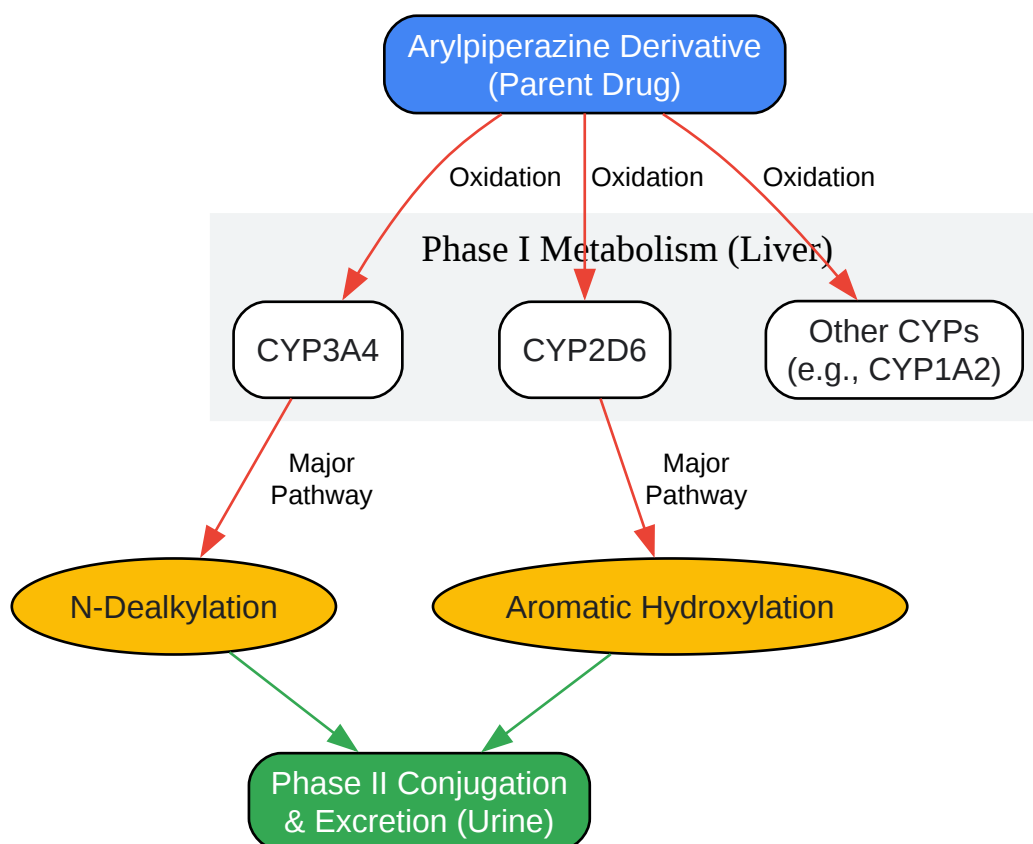 Arylpiperazine Derivative
(Parent Drug)
Oxidation
Oxidation
Oxidation
Phase I Metabolism (Liver)
CYP3A4
CYP2D6
Other CYPs
(e.g., CYP1A2)
Major
Pathway
Major
Pathway
N-Dealkylation
Aromatic Hydroxylation
Phase II Conjugation
& Excretion (Urine)